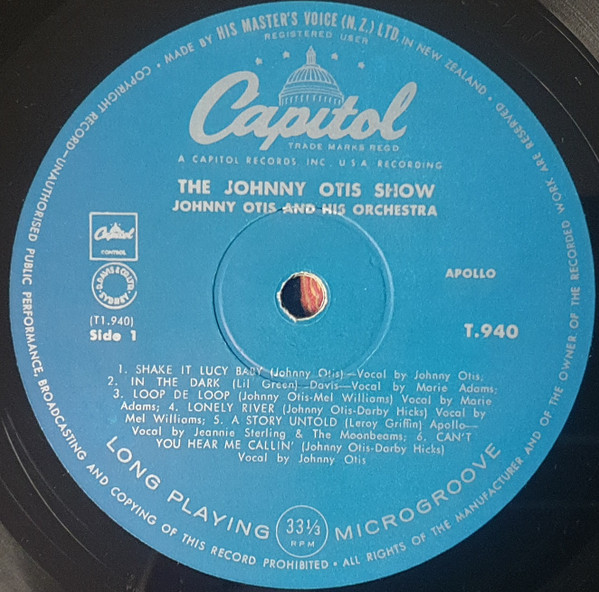 COPYRIGHT RECORD—UNAUTHORISED PUBLIC PERFORMANCE, BROADCASTING AND COPYING OF THIS RECORD PROHIBITED • ALL RIGHTS OF THE MANUFACTURER AND OF THE OWNER OF THE RECORDED WORK ARE RESERVED •
MADE BY HIS MASTER'S VOICE (N.Z.) LTD. IN NEW ZEALAND
REGISTERED USER
Capitol
TRADE MARKS REGD
A CAPITOL RECORDS, INC., U.S.A. RECORDING
THE JOHNNY OTIS SHOW
JOHNNY OTIS AND HIS ORCHESTRA
Capitol
CONTROL
APOLLO
(T1.940)
Side 1
T.940
1. SHAKE IT LUCY BABY (Johnny Otis)—Vocal by Johnny Otis;
2. IN THE DARK (Lil Green) Davis—Vocal by Marie Adams;
3. LOOP DE LOOP (Johnny Otis-Mel Williams) Vocal by Marie
Adams; 4. LONELY RIVER (Johnny Otis-Darby Hicks) Vocal by
Mel Williams; 5. A STORY UNTOLD (Leroy Griffin) Apollo—
Vocal by Jeannie Sterling & The Moonbeams; 6. CAN'T
YOU HEAR ME CALLIN' (Johnny Otis-Darby Hicks)
Vocal by Johnny Otis
LONG PLAYING
33⅓
RPM
MICROGROOVE